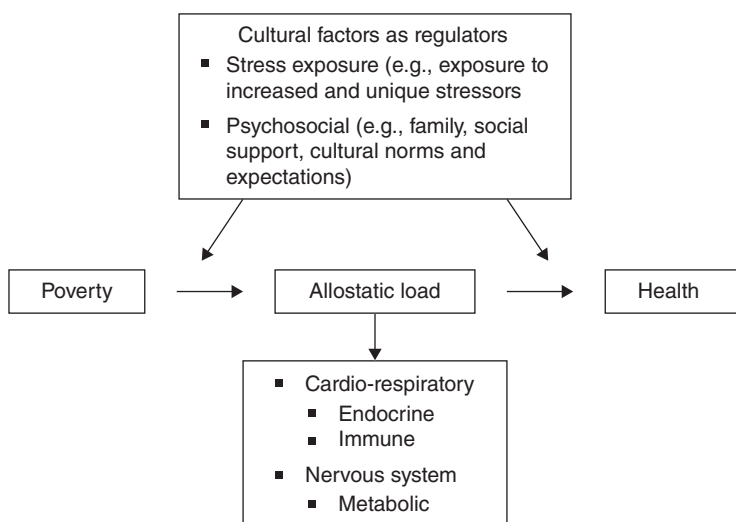 Cultural factors as regulators
▪ Stress exposure (e.g., exposure to
increased and unique stressors
▪ Psychosocial (e.g., family, social
support, cultural norms and
expectations)
Poverty
Allostatic load
Health
▪ Cardio-respiratory
▪ Endocrine
▪ Immune
▪ Nervous system
▪ Metabolic